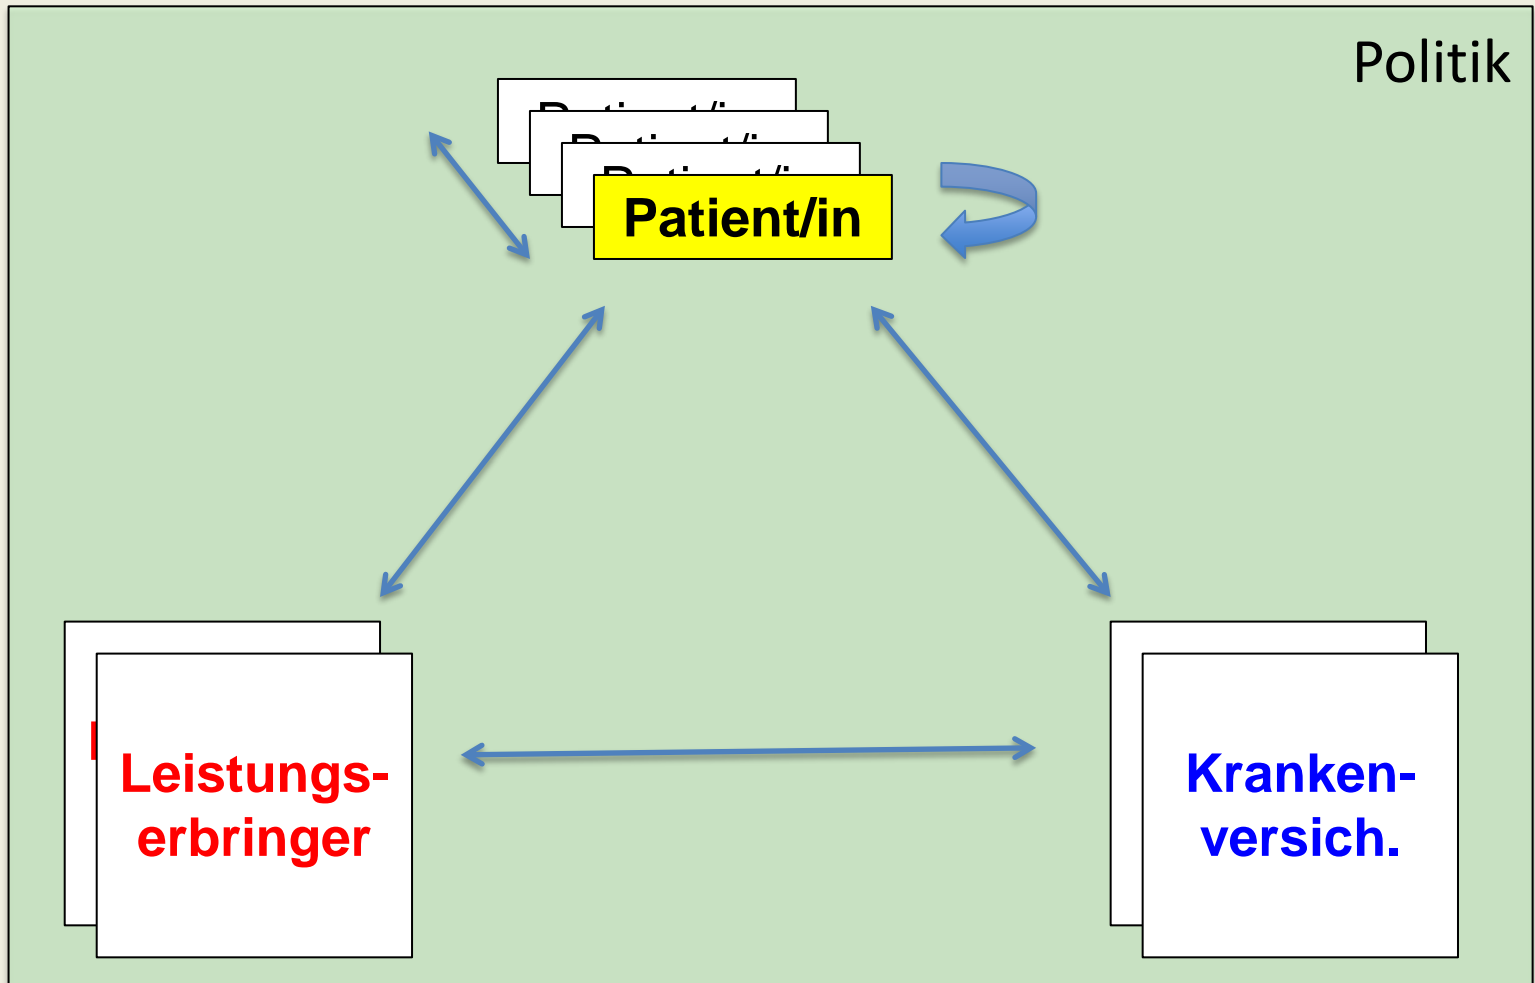 Politik
Patient/in
Leistungs-
erbringer
Kranken-
versich.